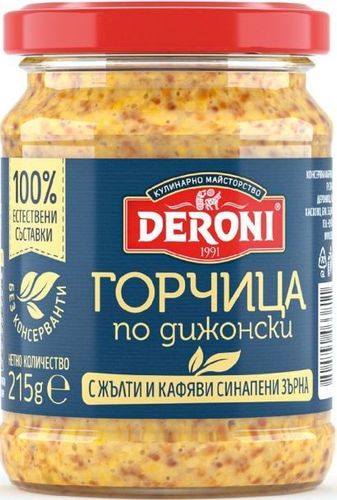 КУЛИНАРНО МАЙСТОРСТВО
DERONI
1991
100%
ЕСТЕСТВЕНИ
СЪСТАВКИ
БЕЗ КОНСЕРВАНТИ
ГОРЧИЦА
по дижонски
НЕТНО КОЛИЧЕСТВО
215g e
С ЖЪЛТИ И КАФЯВИ СИНАПЕНИ ЗЪРНА